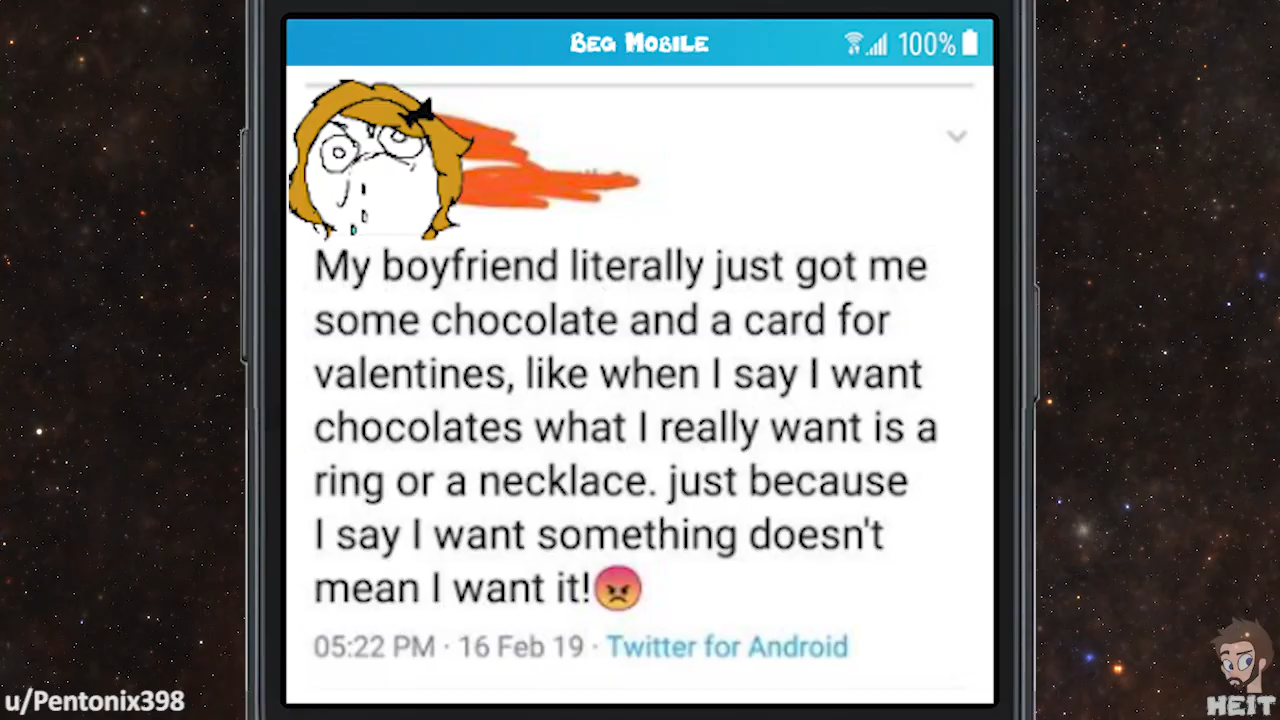 Beg Mobile
100%
My boyfriend literally just got me
some chocolate and a card for
valentines, like when I say I want
chocolates what I really want is a
ring or a necklace. just because
I say I want something doesn't
mean I want it!😡
05:22 PM · 16 Feb 19 · Twitter for Android
u/Pentonix398
HEIT